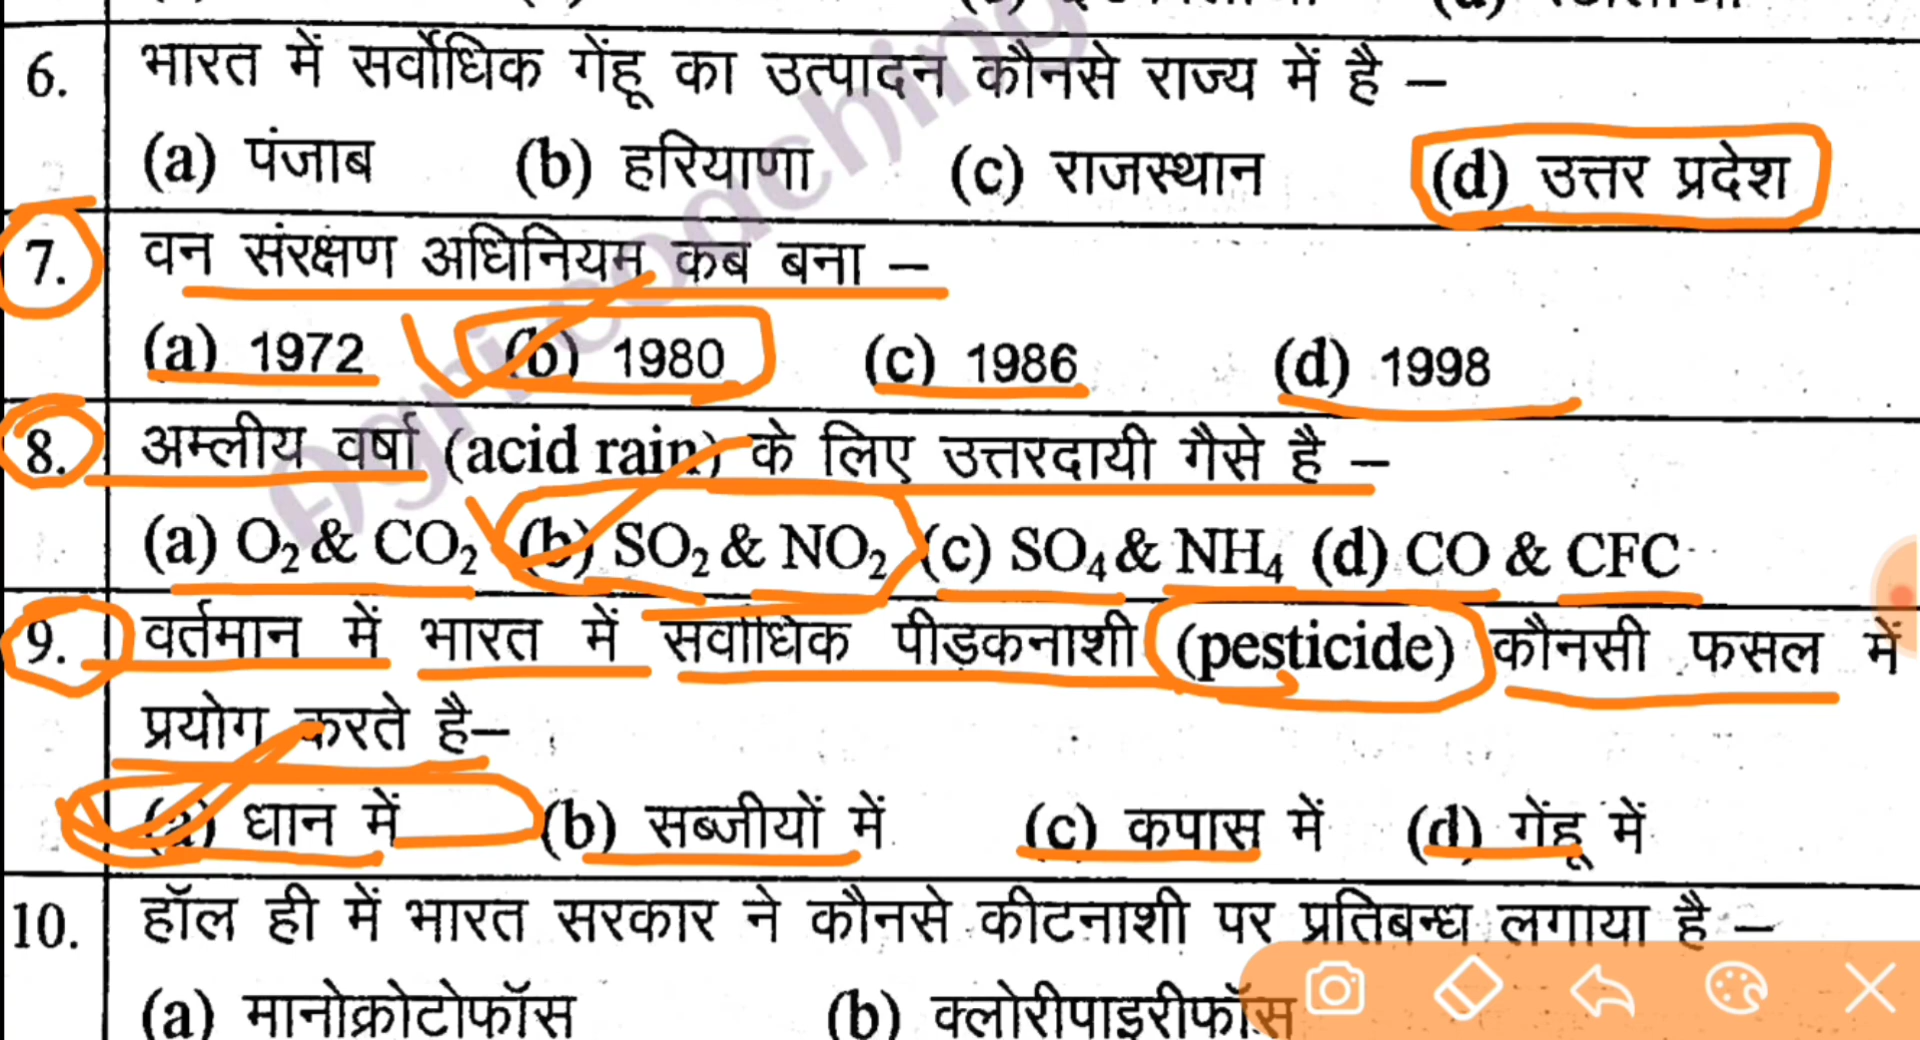 6. भारत में सर्वाेधिक गेंहू का उत्पादन कौनसे राज्य में है –
(a) पंजाब (b) हरियाणा (c) राजस्थान (d) उत्तर प्रदेश
7. वन संरक्षण अधिनियम कब बना –
(a) 1972 (b) 1980 (c) 1986 (d) 1998
8. अम्लीय वर्षा (acid rain) के लिए उत्तरदायी गैसे है –
(a) O₂ & CO₂ (b) SO₂ & NO₂ (c) SO₄ & NH₄ (d) CO & CFC
9. वर्तमान में भारत में सर्वाधिक पीड़कनाशी (pesticide) कौनसी फसल में
प्रयोग करते है–
(a) धान में (b) सब्जीयों में (c) कपास में (d) गेंहू में
10. हॉल ही में भारत सरकार ने कौनसे कीटनाशी पर प्रतिबन्ध लगाया है –
(a) मानोक्रोटोफॉस (b) क्लोरीपाइरीफॉस
Agri coaching